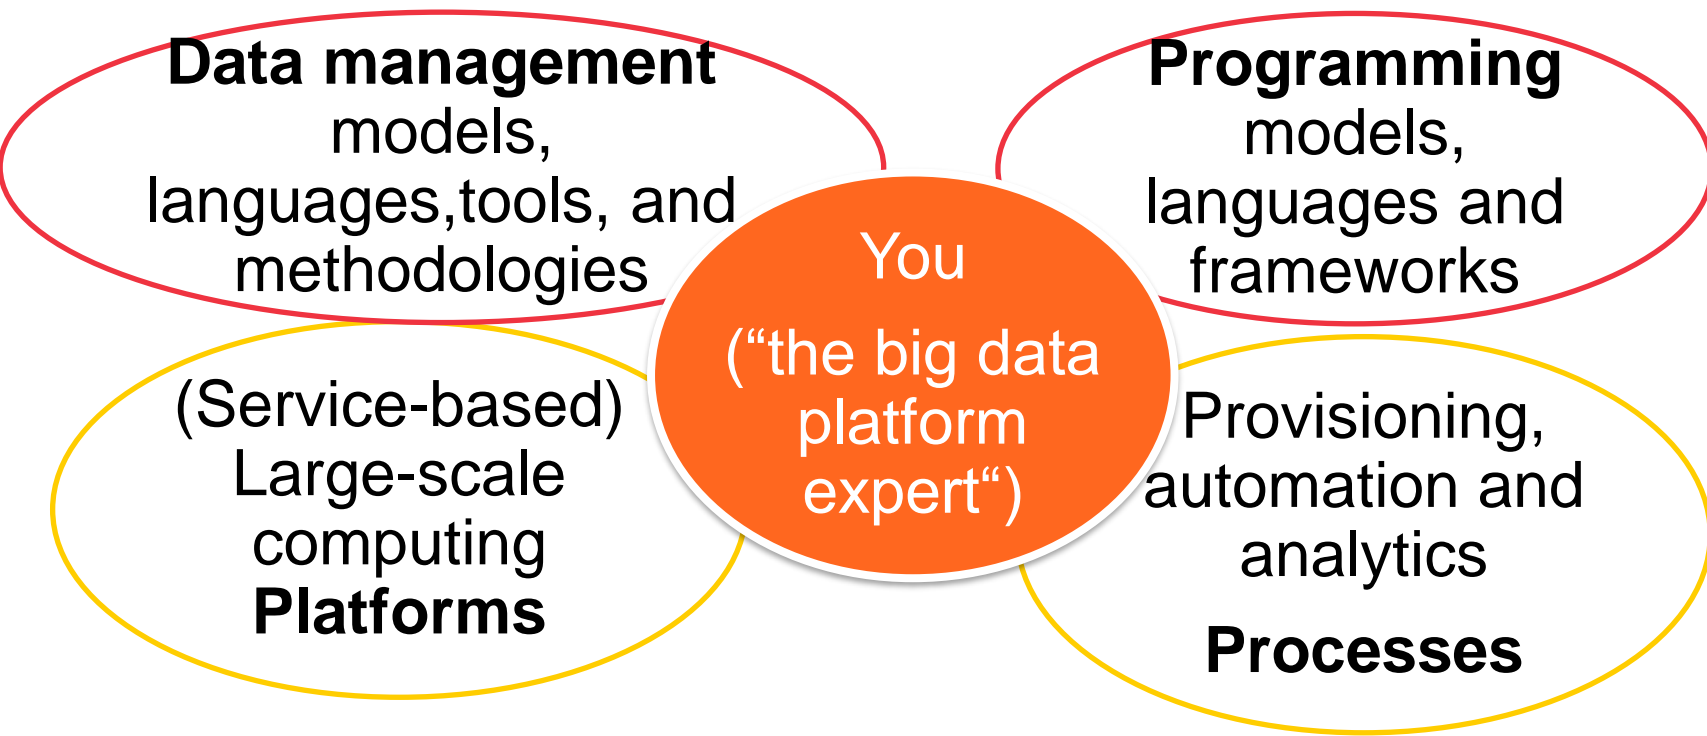 Data management
models,
languages,tools, and
methodologies
Programming
models,
languages and
frameworks
You
(“the big data
platform
expert“)
(Service-based)
Large-scale
computing
Platforms
Provisioning,
automation and
analytics
Processes